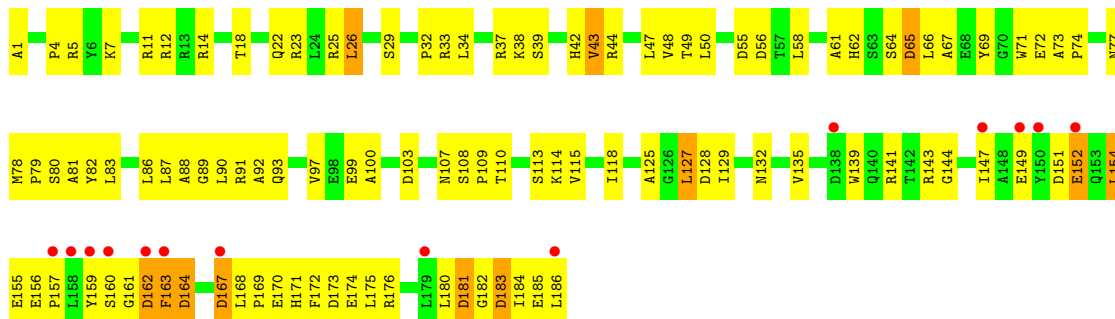 A1 P4 R5 Y6 K7 R11 R12 R13 R14 T18 Q22 R23 L24 R25 L26 S29 P32 R33 L34 R37 K38 S39 H42 V43 R44 L47 V48 T49 L50 D55 D56 T57 L58 A61 H62 S63 S64 D65 L66 A67 E68 Y69 G70 W71 E72 A73 P74 N77
M78 P79 S80 A81 Y82 L83 L86 L87 A88 G89 L90 R91 A92 Q93 V97 E98 E99 A100 D103 N107 S108 P109 T110 S113 K114 V115 I118 A125 G126 L127 D128 I129 N132 V135 D138 W139 Q140 R141 T142 R143 G144 I147 A148 E149 Y150 D151 E152 Q153 L154
E155 E156 P157 L158 Y159 S160 G161 D162 F163 D164 D167 L168 P169 E170 H171 F172 D173 E174 L175 R176 L179 L180 D181 G182 D183 I184 E185 L186